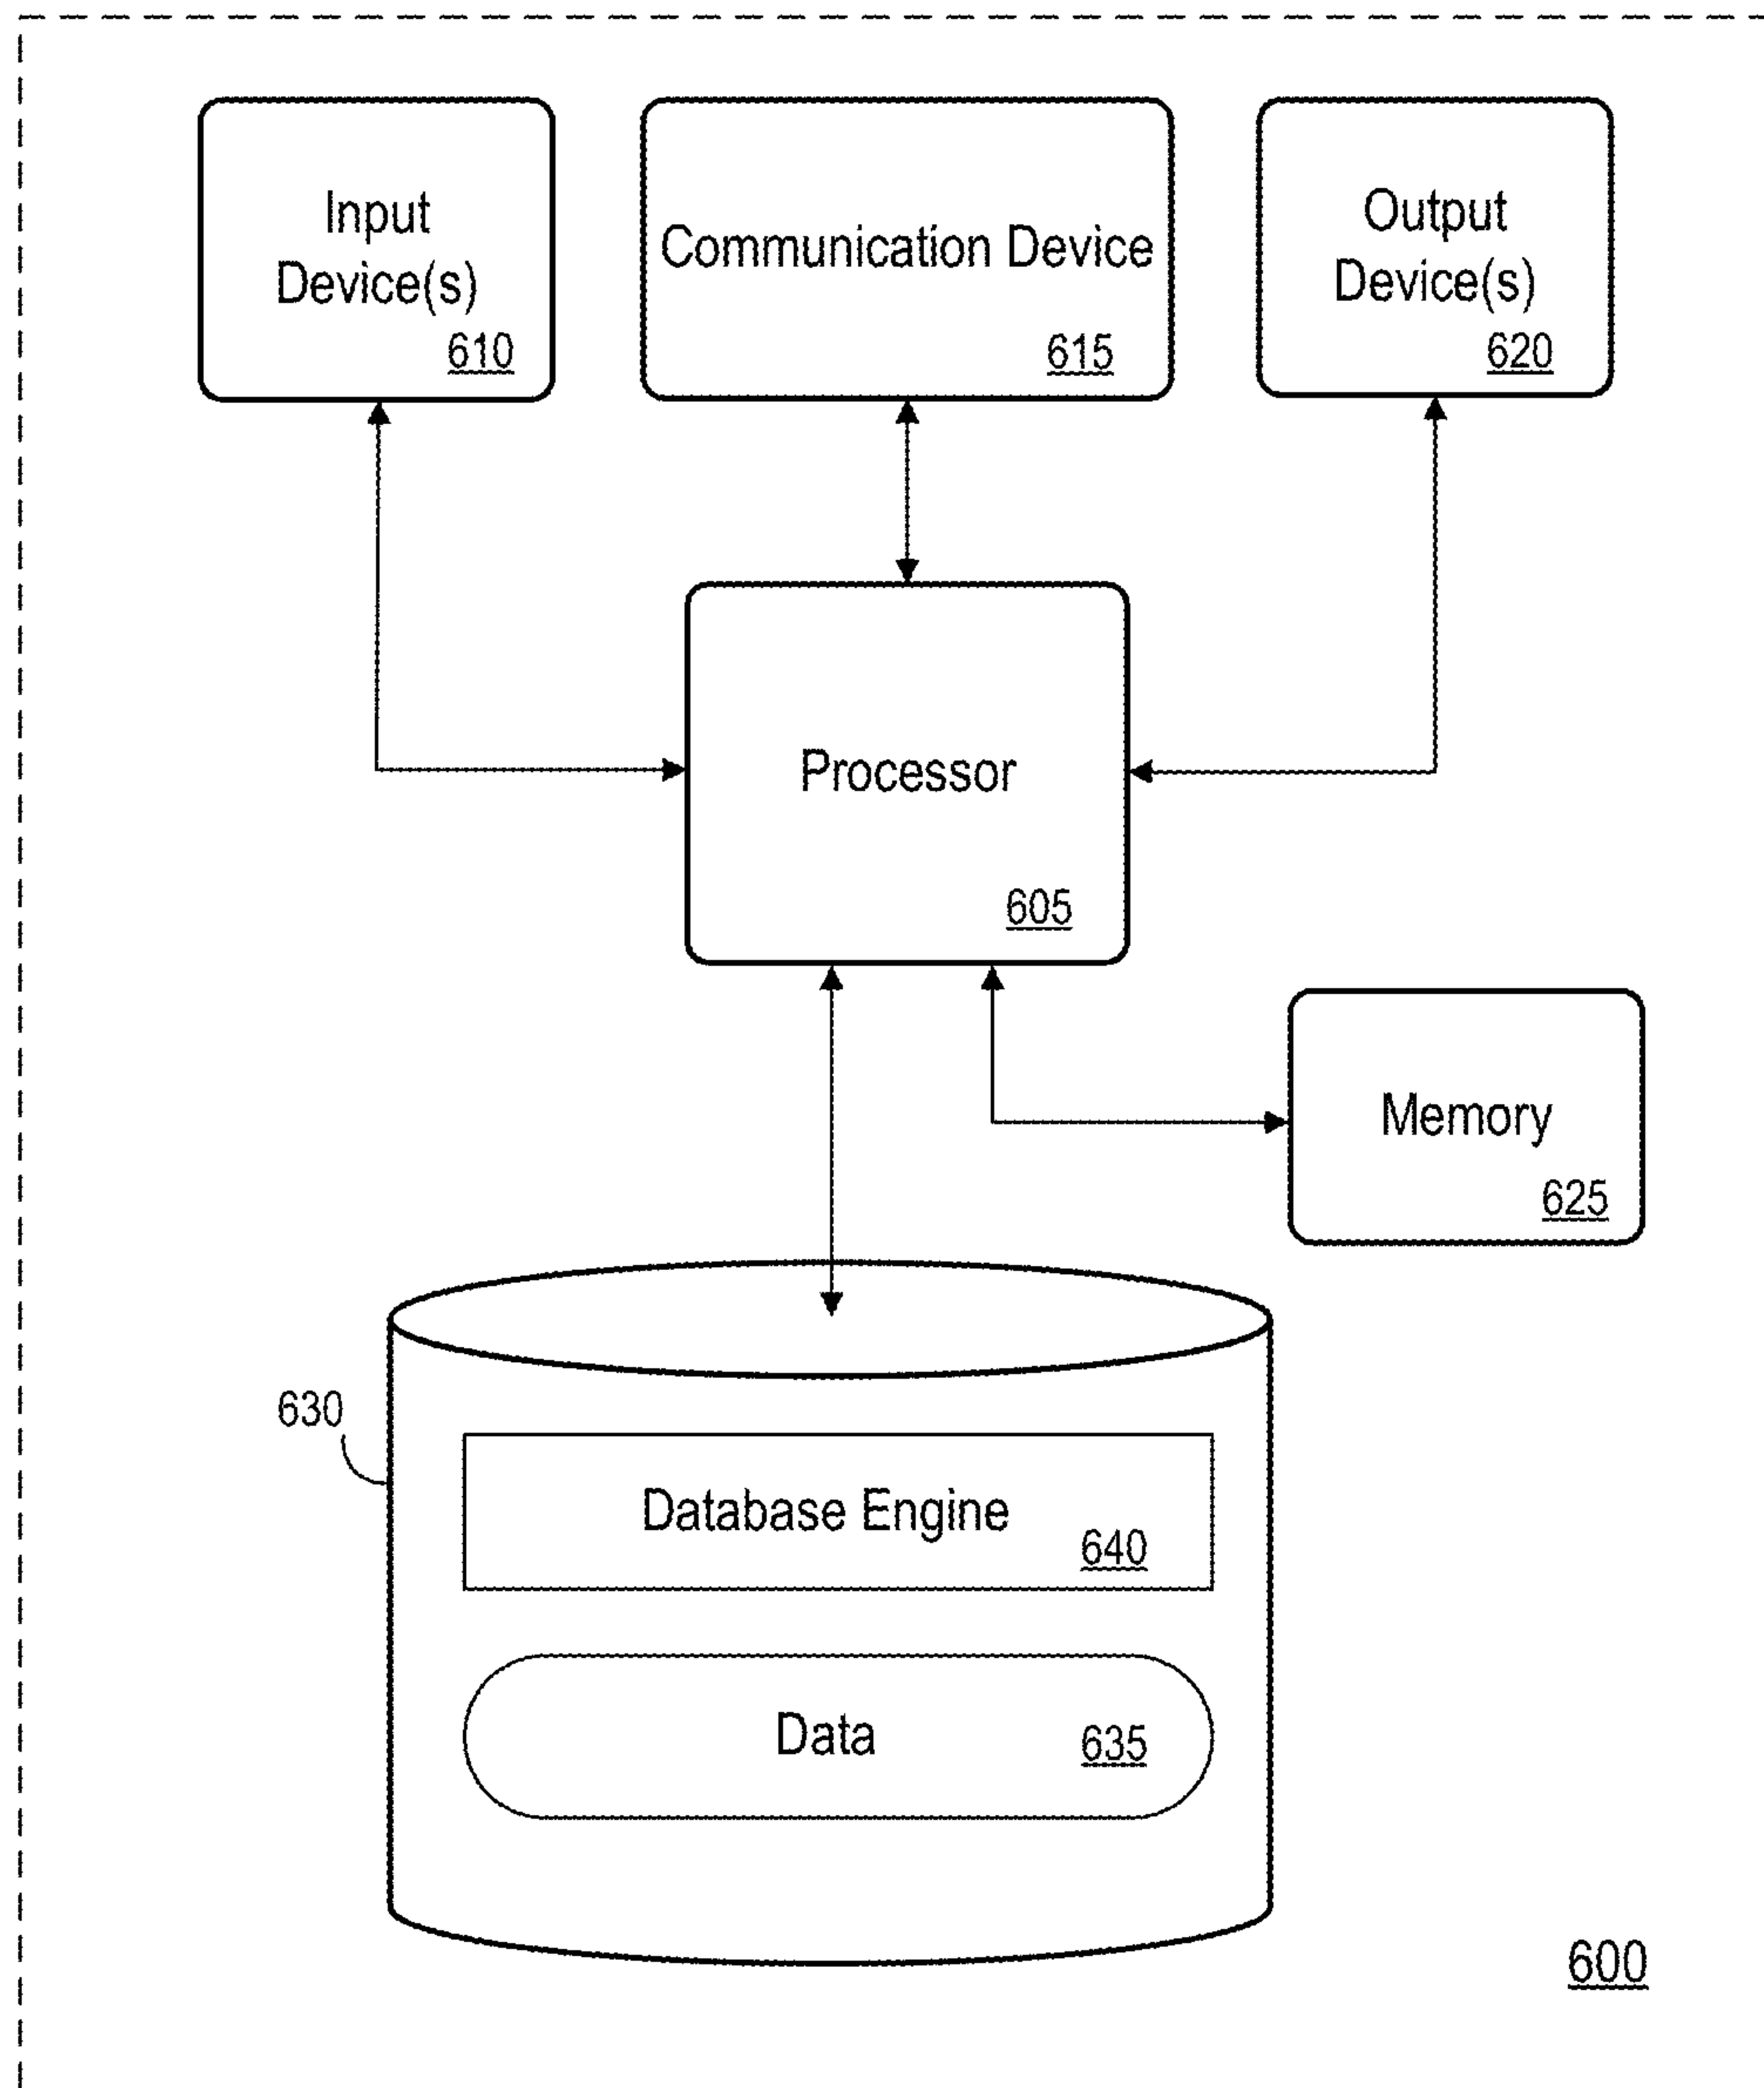 Input
Device(s)
610
Communication Device
615
Output
Device(s)
620
Processor
605
Memory
625
630
Database Engine
640
Data
635
600